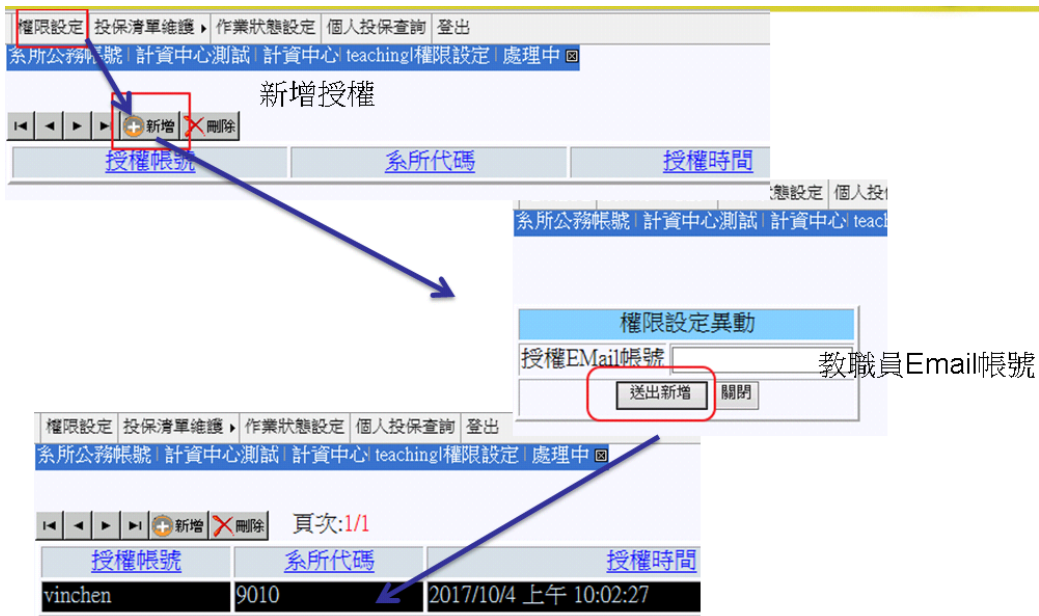 權限設定 投保清單維護 作業狀態設定 個人投保查詢 登出
系所公務帳號 | 計資中心測試 | 計資中心| teaching|權限設定 | 處理中
新增授權
新增 刪除
授權帳號 系所代碼 授權時間
態設定 個人投
系所公務帳號 | 計資中心測試 | 計資中心| teac
權限設定異動
授權EMail帳號
教職員Email帳號
送出新增 關閉
權限設定 投保清單維護 作業狀態設定 個人投保查詢 登出
系所公務帳號 | 計資中心測試 | 計資中心| teaching|權限設定 | 處理中
新增 刪除 頁次:1/1
授權帳號 系所代碼 授權時間
vinchen 9010 2017/10/4 上午 10:02:27